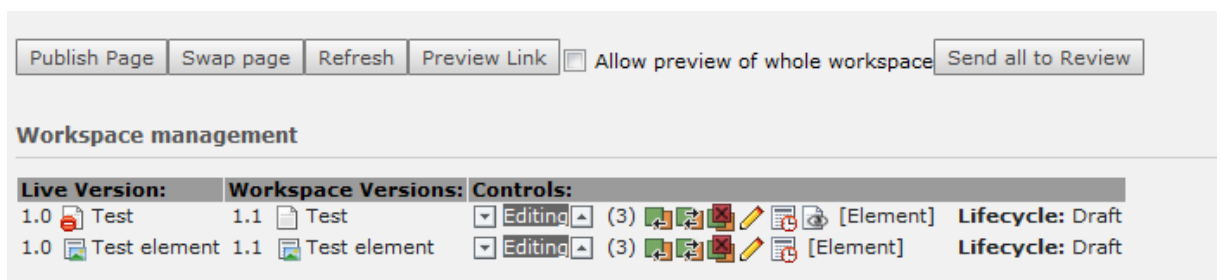 Publish Page Swap page Refresh Preview Link Allow preview of whole workspace Send all to Review
Workspace management
Live Version: Workspace Versions: Controls:
1.0 Test 1.1 Test Editing (3) [Element] Lifecycle: Draft
1.0 Test element 1.1 Test element Editing (3) [Element] Lifecycle: Draft